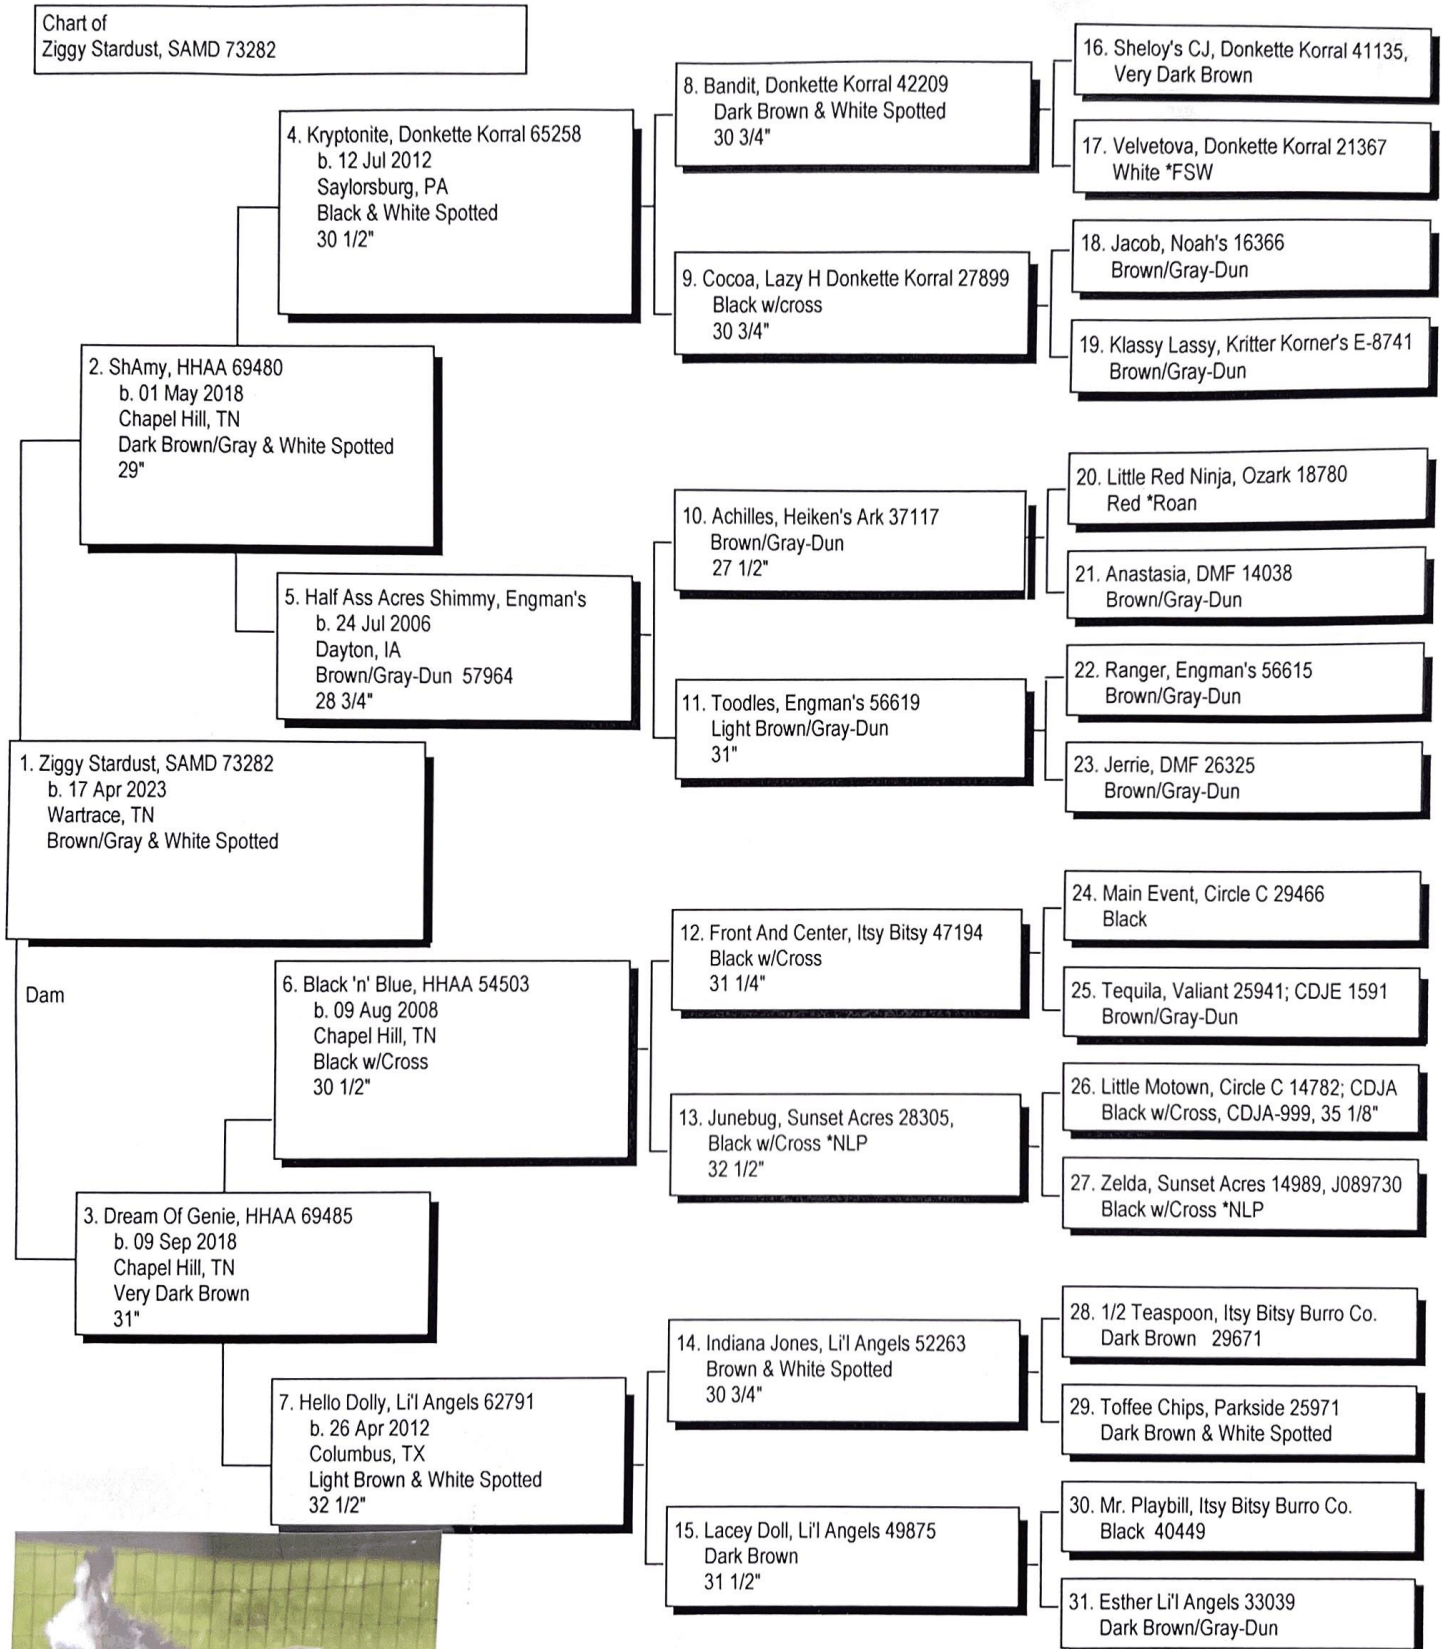 Chart of
Ziggy Stardust, SAMD 73282
1. Ziggy Stardust, SAMD 73282
b. 17 Apr 2023
Wartrace, TN
Brown/Gray & White Spotted
Dam
2. ShAmy, HHAA 69480
b. 01 May 2018
Chapel Hill, TN
Dark Brown/Gray & White Spotted
29"
3. Dream Of Genie, HHAA 69485
b. 09 Sep 2018
Chapel Hill, TN
Very Dark Brown
31"
4. Kryptonite, Donkette Korral 65258
b. 12 Jul 2012
Saylorsburg, PA
Black & White Spotted
30 1/2"
5. Half Ass Acres Shimmy, Engman's
b. 24 Jul 2006
Dayton, IA
Brown/Gray-Dun 57964
28 3/4"
6. Black 'n' Blue, HHAA 54503
b. 09 Aug 2008
Chapel Hill, TN
Black w/Cross
30 1/2"
7. Hello Dolly, Li'l Angels 62791
b. 26 Apr 2012
Columbus, TX
Light Brown & White Spotted
32 1/2"
8. Bandit, Donkette Korral 42209
Dark Brown & White Spotted
30 3/4"
9. Cocoa, Lazy H Donkette Korral 27899
Black w/cross
30 3/4"
10. Achilles, Heiken's Ark 37117
Brown/Gray-Dun
27 1/2"
11. Toodles, Engman's 56619
Light Brown/Gray-Dun
31"
12. Front And Center, Itsy Bitsy 47194
Black w/Cross
31 1/4"
13. Junebug, Sunset Acres 28305,
Black w/Cross *NLP
32 1/2"
14. Indiana Jones, Li'l Angels 52263
Brown & White Spotted
30 3/4"
15. Lacey Doll, Li'l Angels 49875
Dark Brown
31 1/2"
16. Sheloy's CJ, Donkette Korral 41135,
Very Dark Brown
17. Velvetova, Donkette Korral 21367
White *FSW
18. Jacob, Noah's 16366
Brown/Gray-Dun
19. Klassy Lassy, Kritter Korner's E-8741
Brown/Gray-Dun
20. Little Red Ninja, Ozark 18780
Red *Roan
21. Anastasia, DMF 14038
Brown/Gray-Dun
22. Ranger, Engman's 56615
Brown/Gray-Dun
23. Jerrie, DMF 26325
Brown/Gray-Dun
24. Main Event, Circle C 29466
Black
25. Tequila, Valiant 25941; CDJE 1591
Brown/Gray-Dun
26. Little Motown, Circle C 14782; CDJA
Black w/Cross, CDJA-999, 35 1/8"
27. Zelda, Sunset Acres 14989, J089730
Black w/Cross *NLP
28. 1/2 Teaspoon, Itsy Bitsy Burro Co.
Dark Brown 29671
29. Toffee Chips, Parkside 25971
Dark Brown & White Spotted
30. Mr. Playbill, Itsy Bitsy Burro Co.
Black 40449
31. Esther Li'l Angels 33039
Dark Brown/Gray-Dun